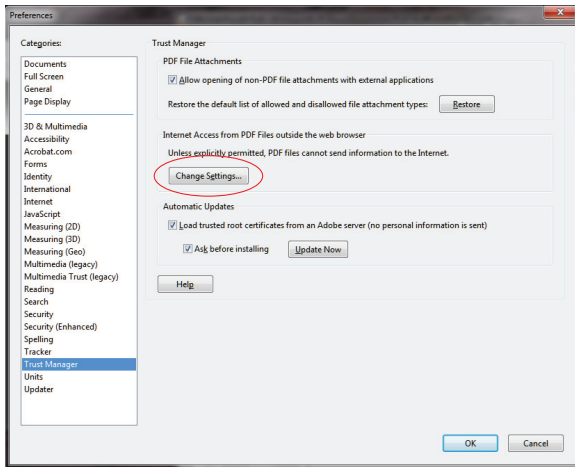 Preferences
Categories:
Documents
Full Screen
General
Page Display
3D & Multimedia
Accessibility
Acrobat.com
Forms
Identity
International
Internet
JavaScript
Measuring (2D)
Measuring (3D)
Measuring (Geo)
Multimedia (legacy)
Multimedia Trust (legacy)
Reading
Search
Security
Security (Enhanced)
Spelling
Tracker
Trust Manager
Units
Updater
Trust Manager
PDF File Attachments
Allow opening of non-PDF file attachments with external applications
Restore the default list of allowed and disallowed file attachment types: Restore
Internet Access from PDF Files outside the web browser
Unless explicitly permitted, PDF files cannot send information to the Internet.
Change Settings...
Automatic Updates
Load trusted root certificates from an Adobe server (no personal information is sent)
Ask before installing Update Now
Help
OK Cancel